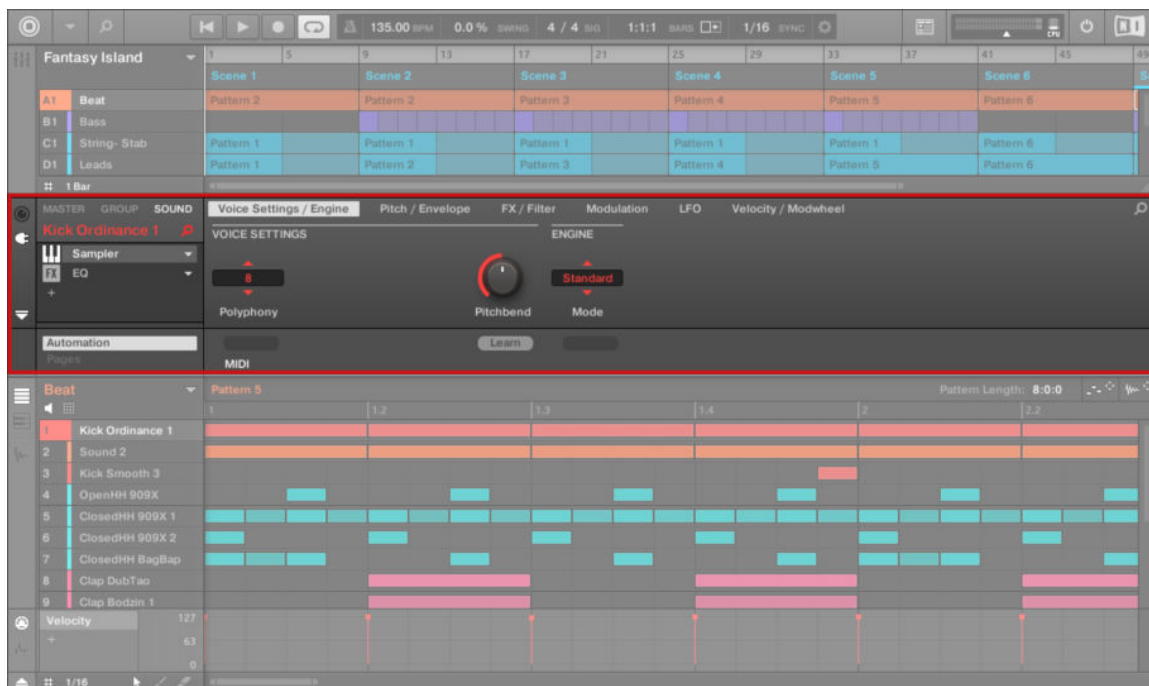 135.00 BPM 0.0 % SWING 4 / 4 SIG 1:1:1 BARS 1/16 SYNC CPU
Fantasy Island 1 5 9 13 17 21 25 29 33 37 41 45 49
Scene 1 Scene 2 Scene 3 Scene 4 Scene 5 Scene 6 S
A1 Beat Pattern 2 Pattern 2 Pattern 3 Pattern 4 Pattern 5 Pattern 6
B1 Bass
C1 String- Stab Pattern 1 Pattern 1 Pattern 1 Pattern 1 Pattern 1 Pattern 6
D1 Leads Pattern 1 Pattern 2 Pattern 3 Pattern 4 Pattern 5 Pattern 6
1 Bar
MASTER GROUP SOUND Voice Settings / Engine Pitch / Envelope FX / Filter Modulation LFO Velocity / Modwheel
Kick Ordinance 1 VOICE SETTINGS ENGINE
Sampler
FX EQ 8 Standard
+
Polyphony Pitchbend Mode
Automation Learn
Pages MIDI
Beat Pattern 5 Pattern Length: 8:0:0
1 1.2 1.3 1.4 2 2.2
1 Kick Ordinance 1
2 Sound 2
3 Kick Smooth 3
4 OpenHH 909X
5 ClosedHH 909X 1
6 ClosedHH 909X 2
7 ClosedHH BagBap
8 Clap DubTao
9 Clap Bodzin 1
Velocity 127
+ 63
0
1/16